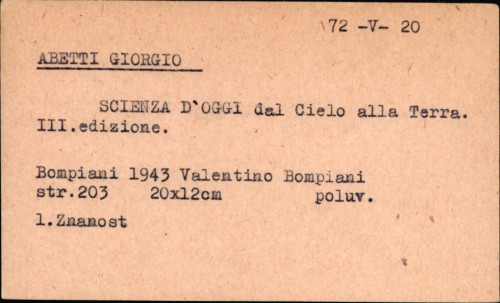 72 -V- 20
ABETTI GIORGIO
SCIENZA D'OGGI dal Cielo alla Terra.
III.edizione.
Bompiani 1943 Valentino Bompiani
str.203 20x12cm poluv.
1.Znanost